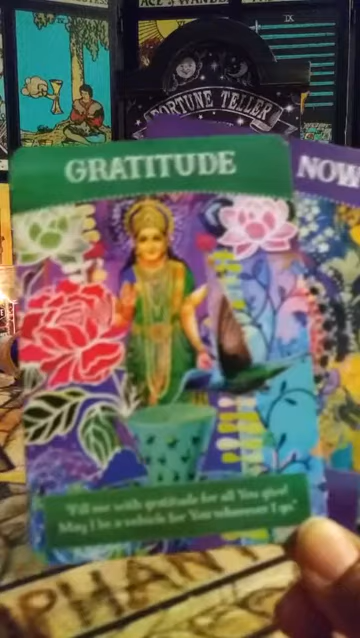 ACE
WANDS
IX
FORTUNE TELLER
GRATITUDE
NOW
"Fill me with gratitude for all You give!
May I be a vehicle for You wherever I go."